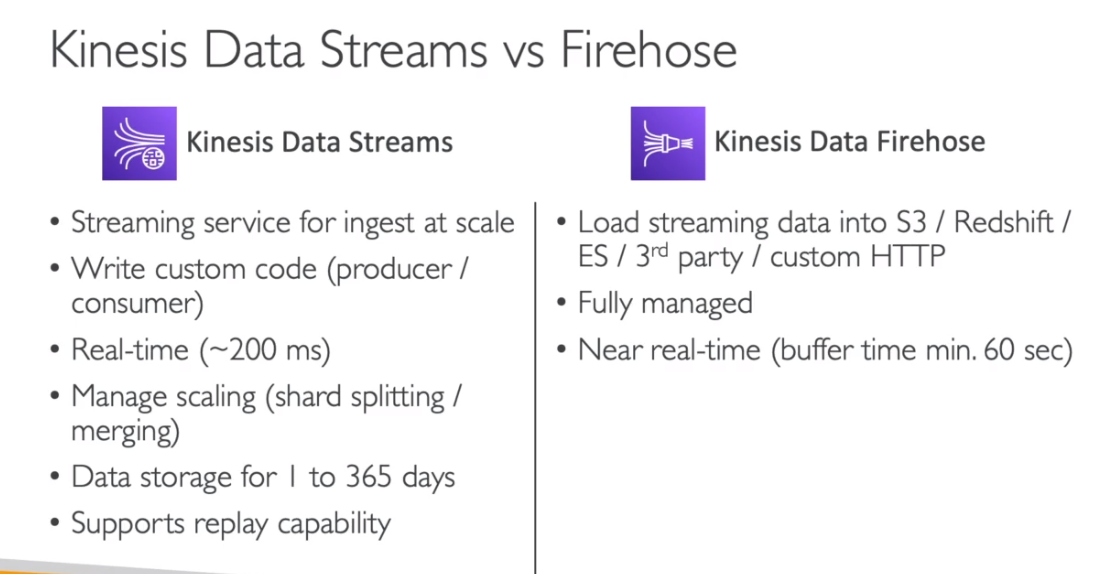 Kinesis Data Streams vs Firehose
Kinesis Data Streams
• Streaming service for ingest at scale
• Write custom code (producer /
consumer)
• Real-time (~200 ms)
• Manage scaling (shard splitting /
merging)
• Data storage for 1 to 365 days
• Supports replay capability
Kinesis Data Firehose
• Load streaming data into S3 / Redshift /
ES / 3rd party / custom HTTP
• Fully managed
• Near real-time (buffer time min. 60 sec)